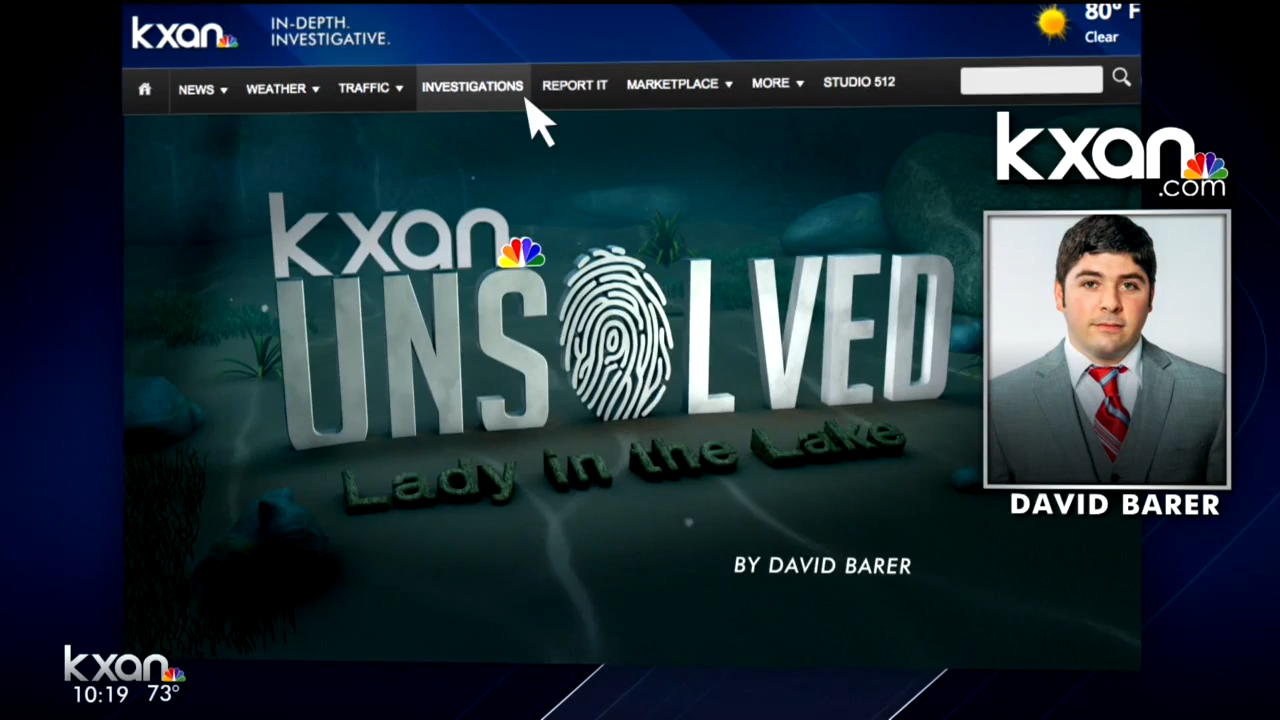 kxan
IN-DEPTH.
INVESTIGATIVE.
80° F
Clear
NEWS WEATHER TRAFFIC INVESTIGATIONS REPORT IT MARKETPLACE MORE STUDIO 512
kxan
.com
kxan
UNSOLVED
Lady in the Lake
DAVID BARER
BY DAVID BARER
kxan
10:19 73°